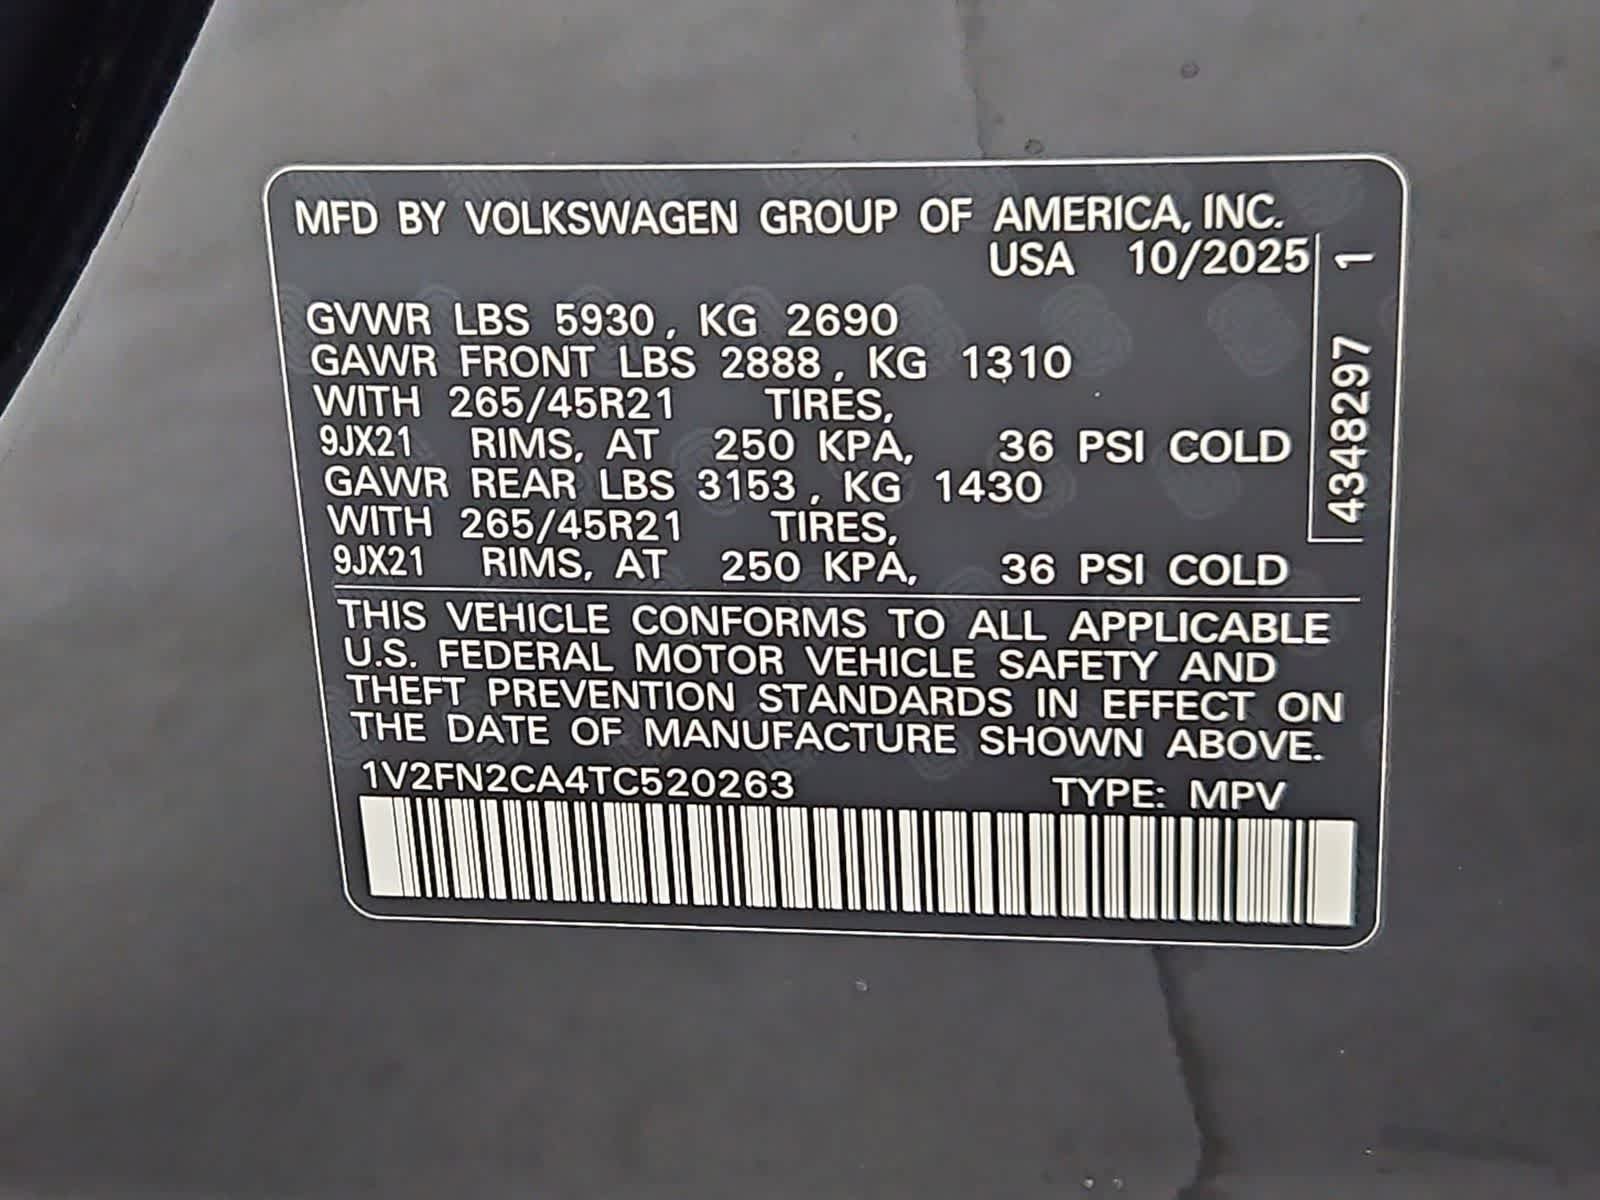 MFD BY VOLKSWAGEN GROUP OF AMERICA, INC.
USA 10/2025
GVWR LBS 5930, KG 2690
GAWR FRONT LBS 2888, KG 1310
WITH 265/45R21 TIRES,
9JX21 RIMS, AT 250 KPA, 36 PSI COLD
GAWR REAR LBS 3153, KG 1430
WITH 265/45R21 TIRES,
9JX21 RIMS, AT 250 KPA, 36 PSI COLD
4348297 1
THIS VEHICLE CONFORMS TO ALL APPLICABLE
U.S. FEDERAL MOTOR VEHICLE SAFETY AND
THEFT PREVENTION STANDARDS IN EFFECT ON
THE DATE OF MANUFACTURE SHOWN ABOVE.
1V2FN2CA4TC520263 TYPE: MPV